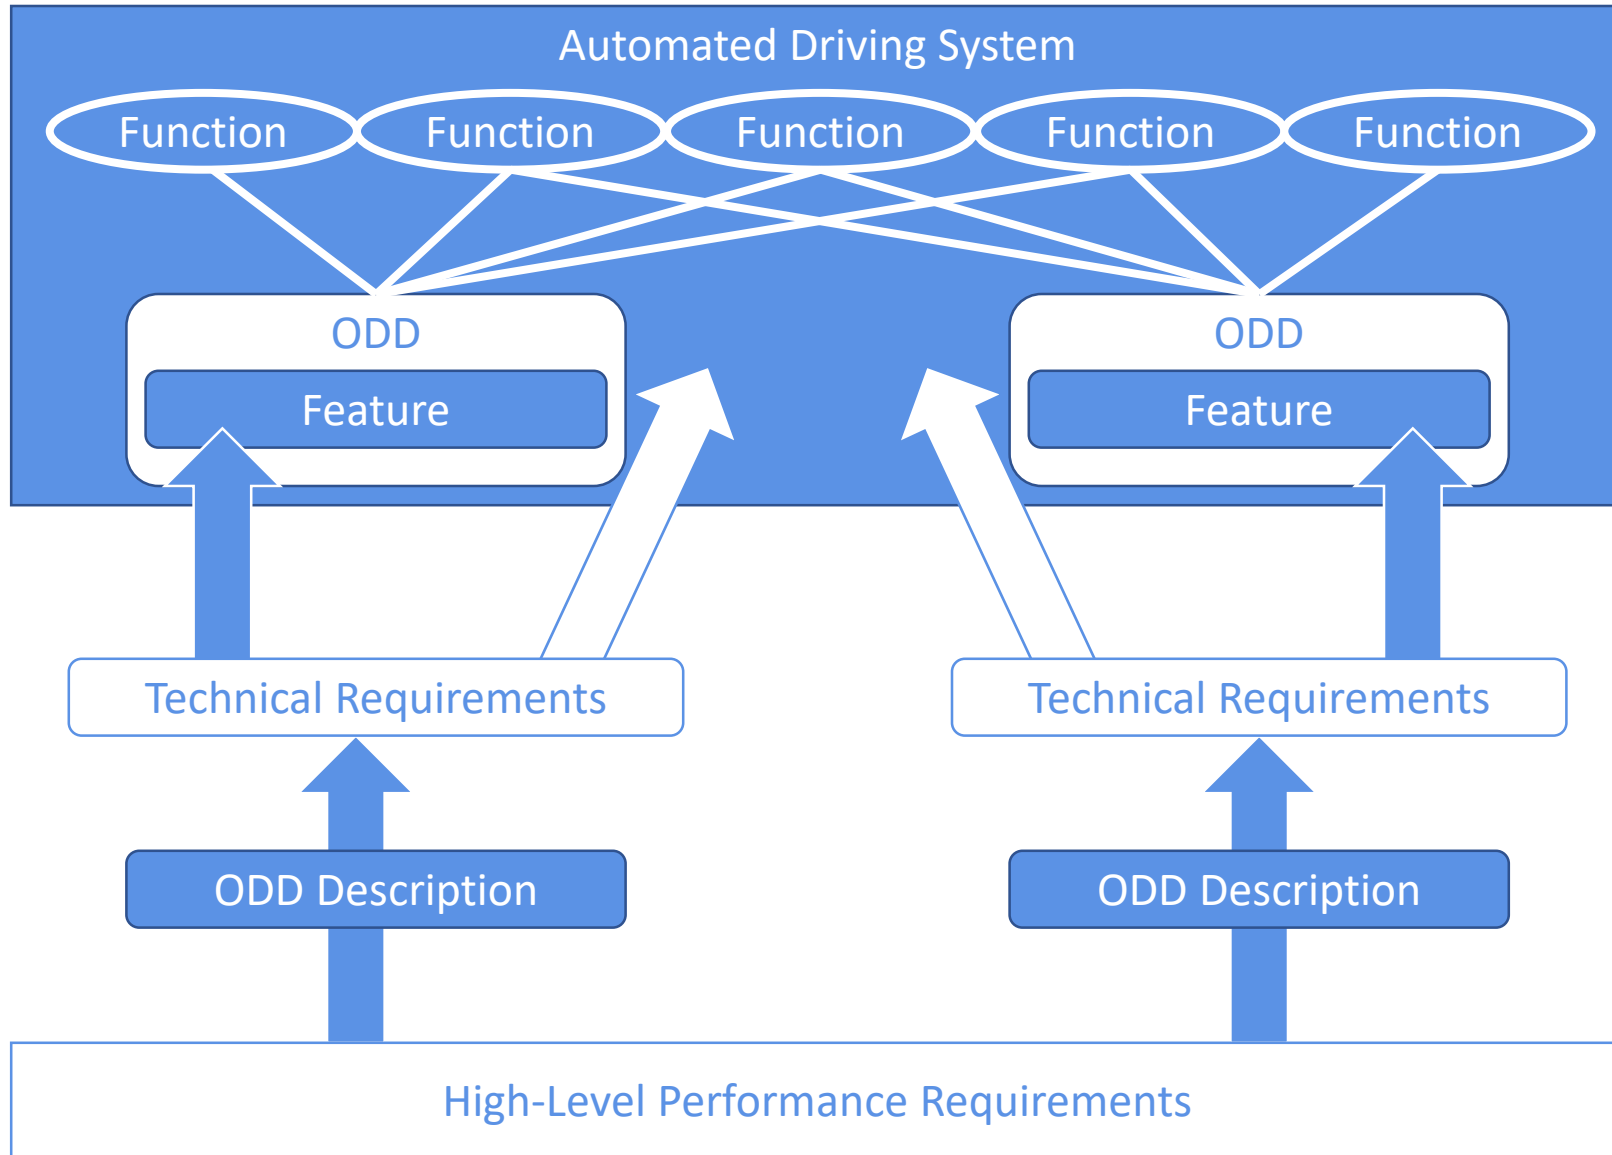 Automated Driving System
Function Function Function Function Function
ODD ODD
Feature Feature
Technical Requirements Technical Requirements
ODD Description ODD Description
High-Level Performance Requirements